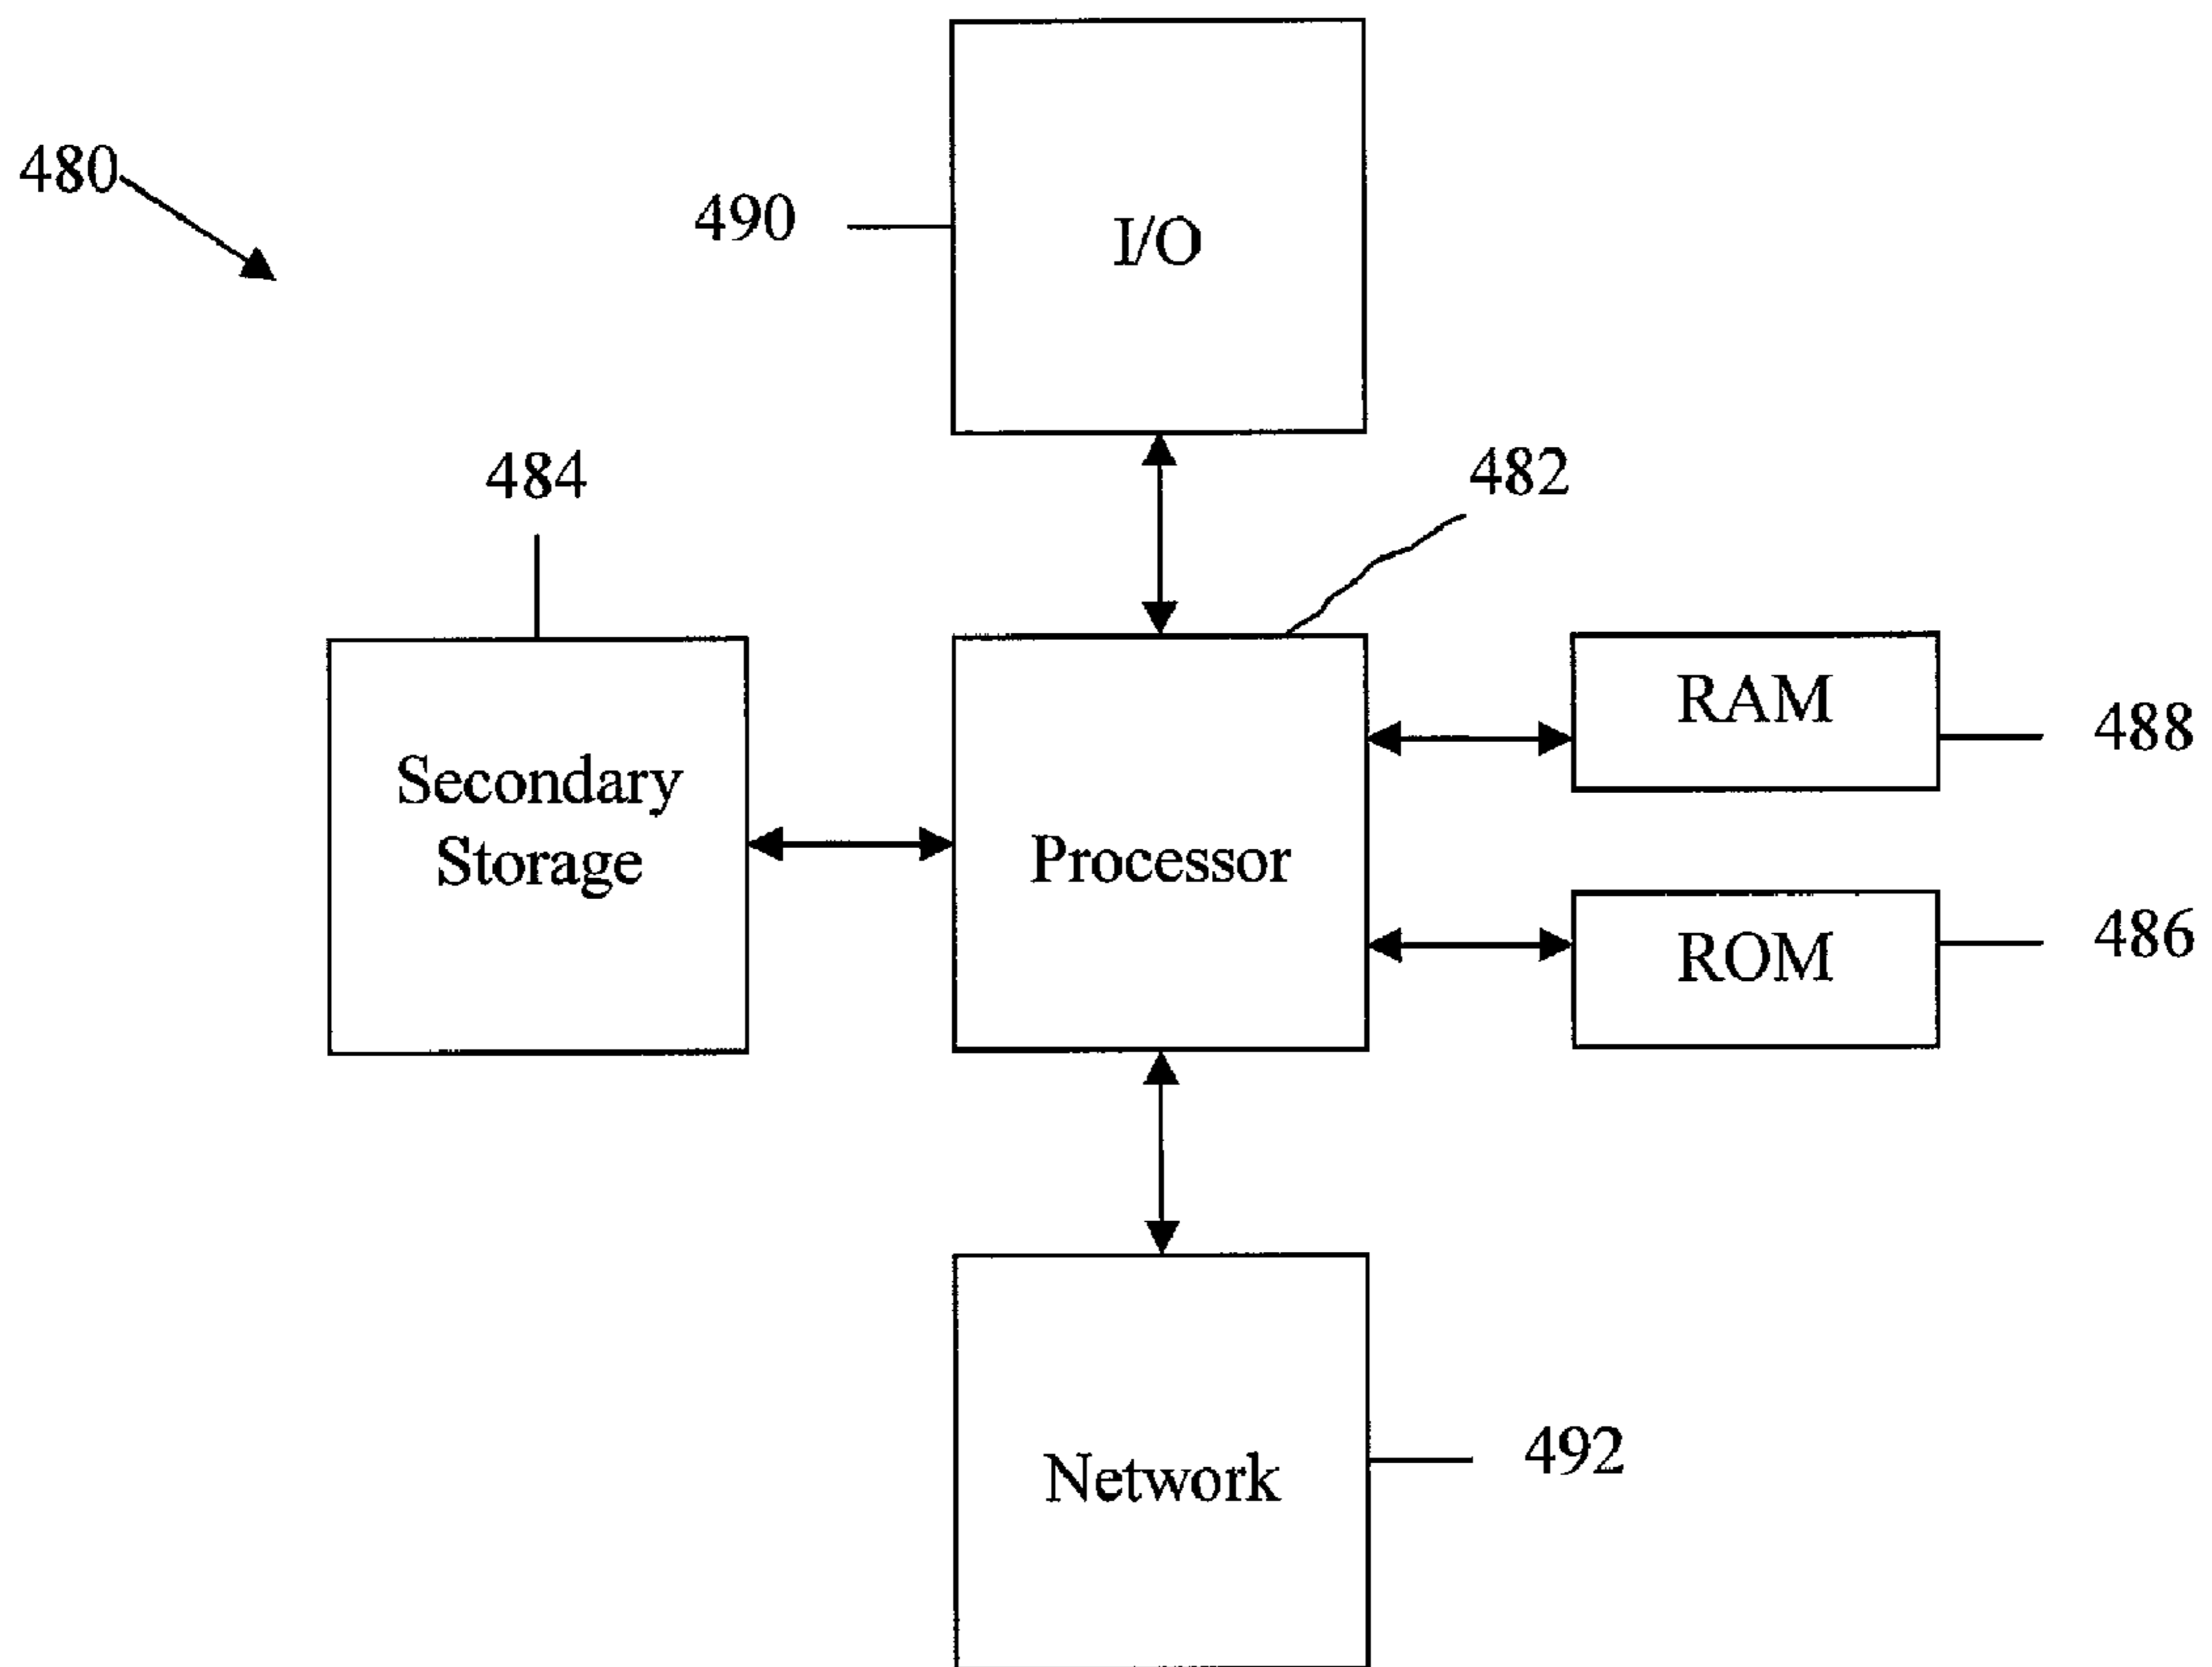 480
490
I/O
484
482
Secondary
Storage
Processor
RAM
488
ROM
486
Network
492